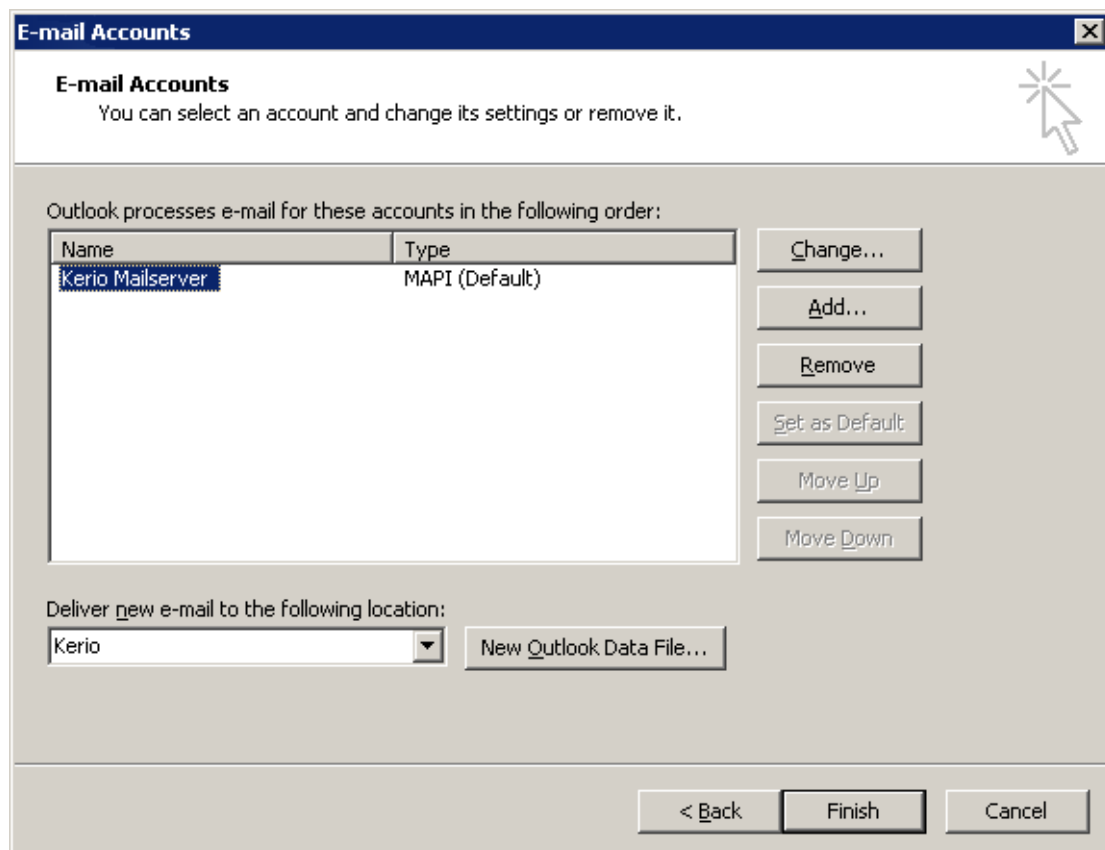 E-mail Accounts
E-mail Accounts
You can select an account and change its settings or remove it.
Outlook processes e-mail for these accounts in the following order:
Name Type
Kerio Mailserver MAPI (Default)
Change...
Add...
Remove
Set as Default
Move Up
Move Down
Deliver new e-mail to the following location:
Kerio New Outlook Data File...
< Back Finish Cancel